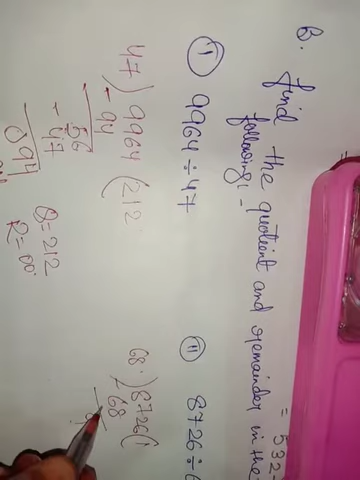 = 532
B. find the quotient and remainder in the
following :-
(i) 9964 ÷ 47
47 ) 9964 ( 212
- 94
56
- 47
094
Q = 212
R = 00
(ii) 8726 ÷
68 ) 8726 ( 1
68